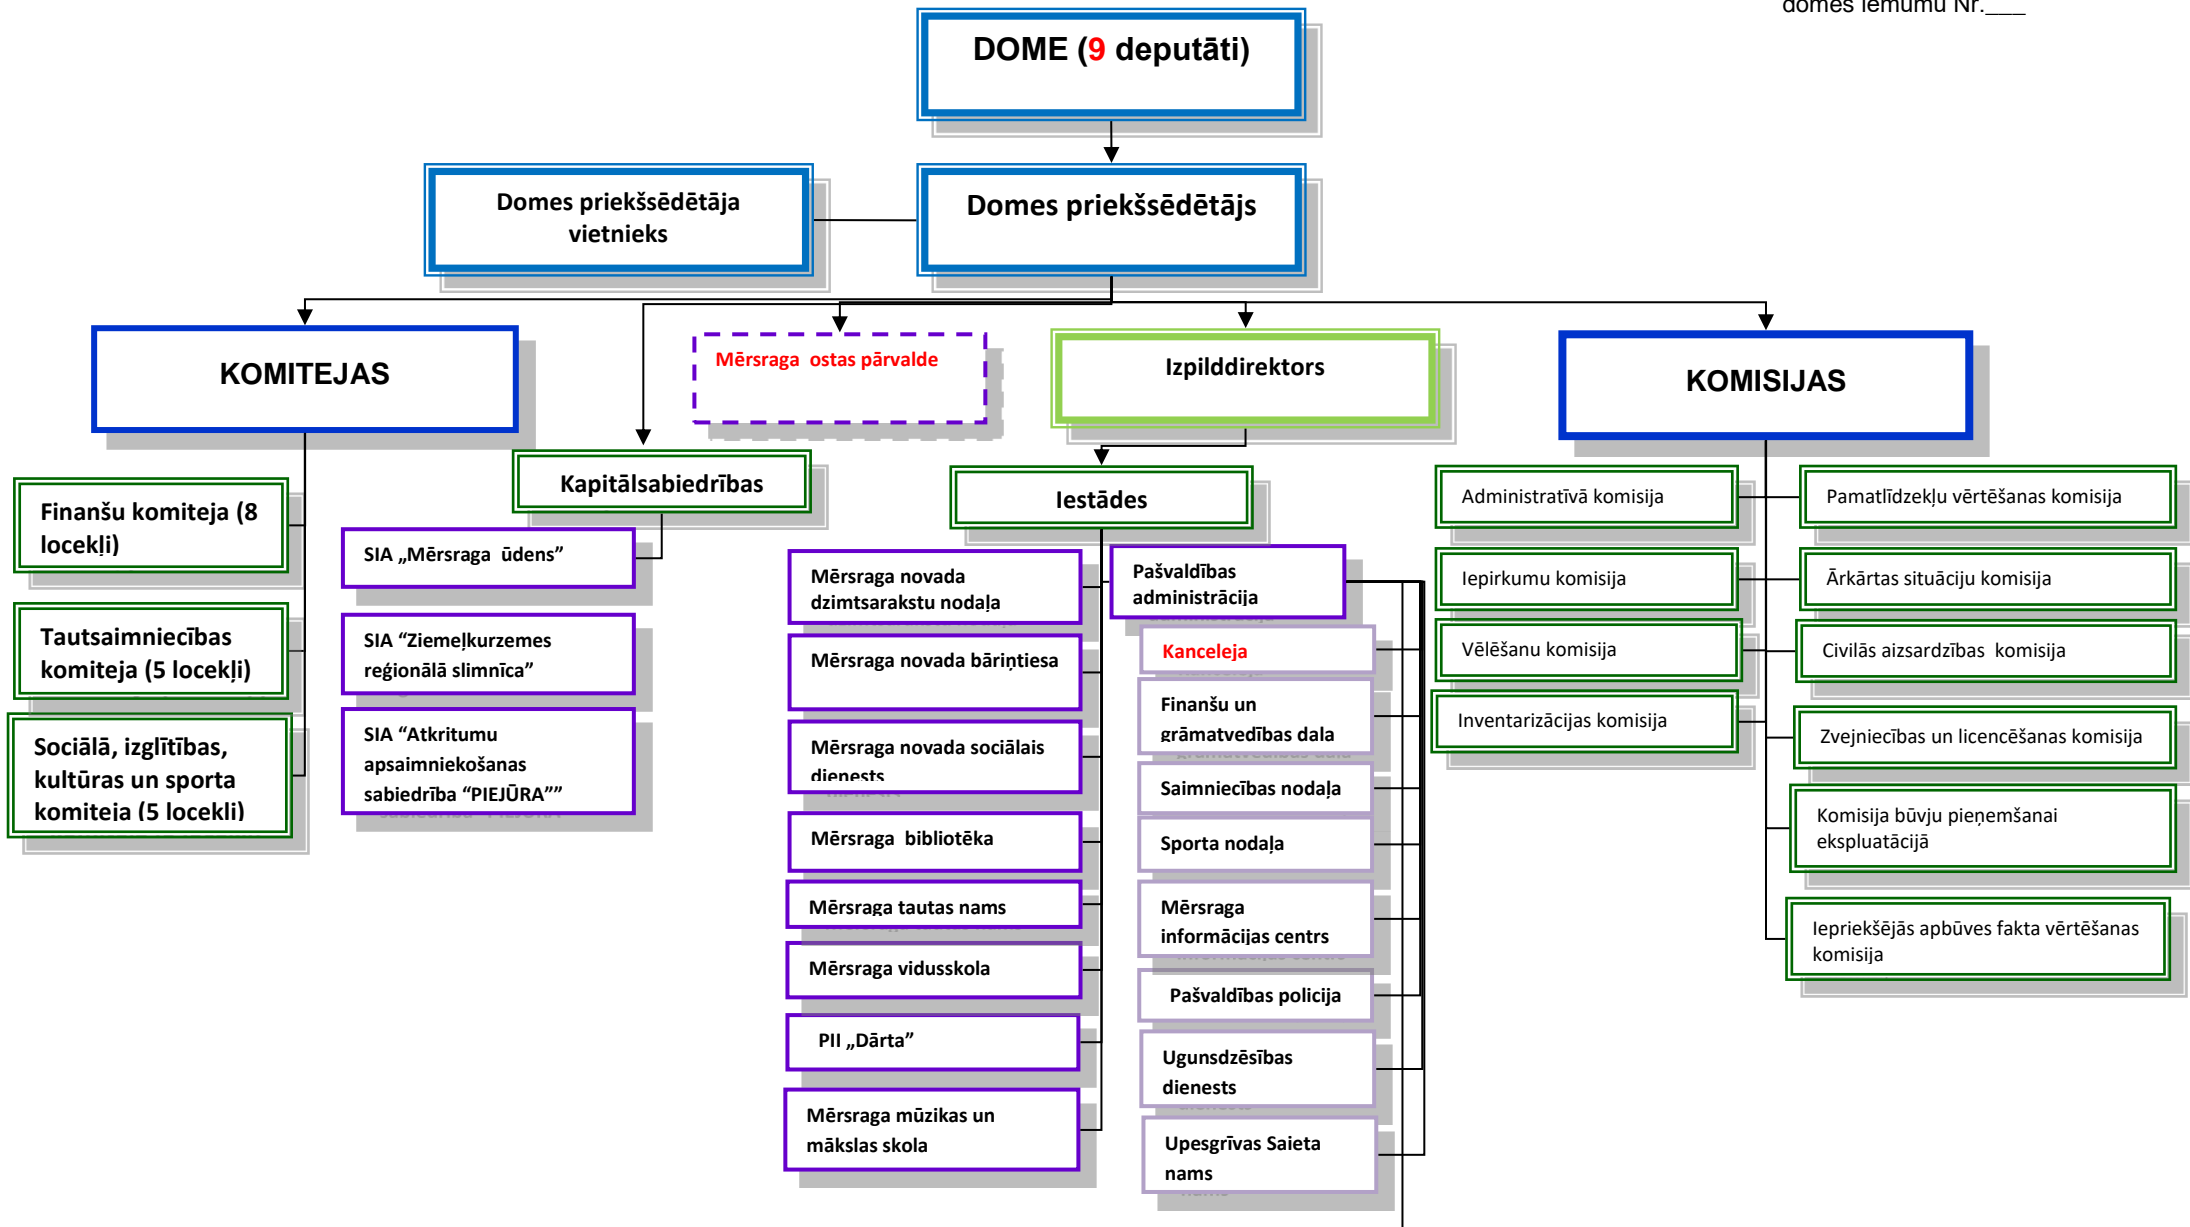 domes lēmumu Nr.___
DOME (9 deputāti)
Domes priekšsēdētāja
vietnieks
Domes priekšsēdētājs
KOMITEJAS
Mērsraga ostas pārvalde
Izpilddirektors
KOMISIJAS
Finanšu komiteja (8
locekļi)
Tautsaimniecības
komiteja (5 locekļi)
Sociālā, izglītības,
kultūras un sporta
komiteja (5 locekļi)
Kapitālsabiedrības
SIA „Mērsraga ūdens”
SIA “Ziemeļkurzemes
reģionālā slimnīca”
SIA “Atkritumu
apsaimniekošanas
sabiedrība “PIEJŪRA””
Iestādes
Mērsraga novada
dzimtsarakstu nodaļa
Mērsraga novada bāriņtiesa
Mērsraga novada sociālais
dienests
Mērsraga bibliotēka
Mērsraga tautas nams
Mērsraga vidusskola
PII „Dārta”
Mērsraga mūzikas un
mākslas skola
Pašvaldības
administrācija
Kanceleja
Finanšu un
grāmatvedības daļa
Saimniecības nodaļa
Sporta nodaļa
Mērsraga
informācijas centrs
Pašvaldības policija
Ugunsdzēsības
dienests
Upesgrīvas Saieta
nams
Administratīvā komisija
Iepirkumu komisija
Vēlēšanu komisija
Inventarizācijas komisija
Pamatlīdzekļu vērtēšanas komisija
Ārkārtas situāciju komisija
Civilās aizsardzības komisija
Zvejniecības un licencēšanas komisija
Komisija būvju pieņemšanai
ekspluatācijā
Iepriekšējās apbūves fakta vērtēšanas
komisija